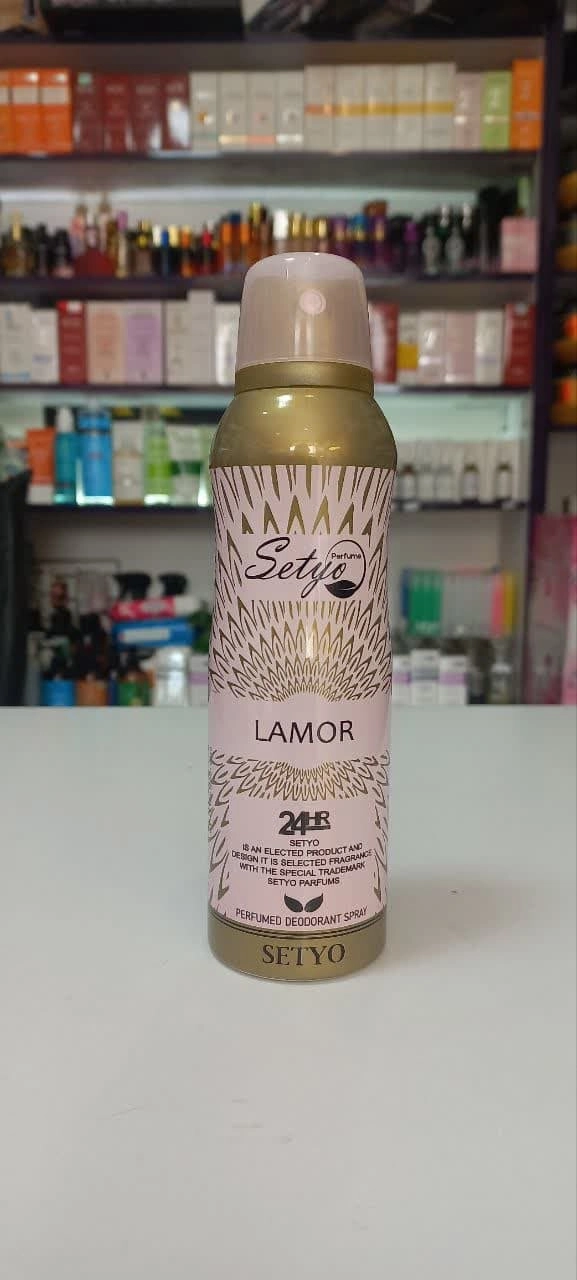 Setyo
Perfume
LAMOR
24HR
SETYO
IS AN ELECTED PRODUCT AND
DESIGN IT IS SELECTED FRAGRANCE
WITH THE SPECIAL TRADEMARK
SETYO PARFUMS
PERFUMED DEODORANT SPRAY
SETYO